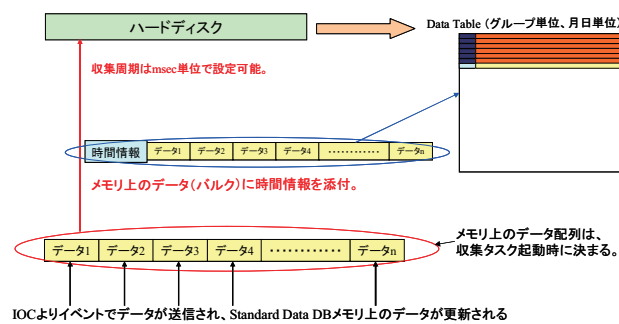 ハードディスク
Data Table (グループ単位、月日単位)
収集周期はmsec単位で設定可能。
時間情報 データ1 データ2 データ3 データ4 ………… データn
メモリ上のデータ(バルク)に時間情報を添付。
メモリ上のデータ配列は、
収集タスク起動時に決まる。
データ1 データ2 データ3 データ4 ………… データn
IOCよりイベントでデータが送信され、Standard Data DBメモリ上のデータが更新される